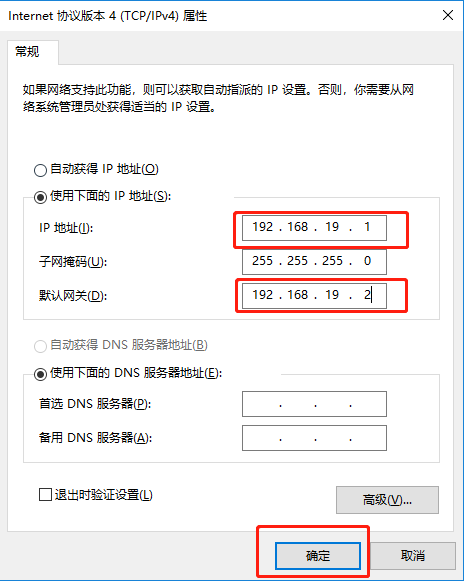 Internet 协议版本 4 (TCP/IPv4) 属性
常规
如果网络支持此功能，则可以获取自动指派的 IP 设置。否则，你需要从网
络系统管理员处获得适当的 IP 设置。
自动获得 IP 地址(O)
使用下面的 IP 地址(S):
IP 地址(I): 192 . 168 . 19 . 1
子网掩码(U): 255 . 255 . 255 . 0
默认网关(D): 192 . 168 . 19 . 2
自动获得 DNS 服务器地址(B)
使用下面的 DNS 服务器地址(E):
首选 DNS 服务器(P): . . .
备用 DNS 服务器(A): . . .
退出时验证设置(L)
高级(V)...
确定 取消